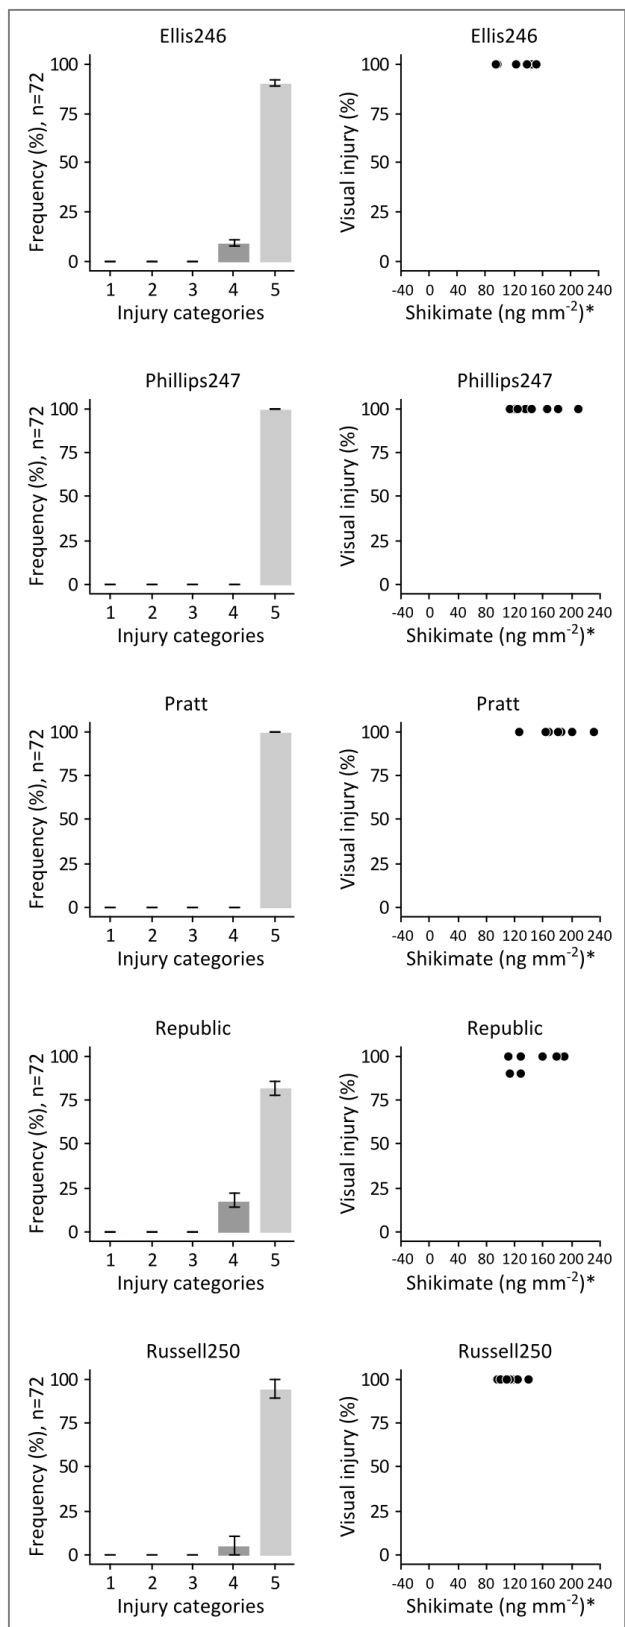 Ellis246
Frequency (%), n=72
100
75
50
25
0
1 2 3 4 5
Injury categories
Ellis246
Visual injury (%)
100
75
50
25
0
-40 0 40 80 120 160 200 240
Shikimate (ng mm⁻²)*
Phillips247
Frequency (%), n=72
100
75
50
25
0
1 2 3 4 5
Injury categories
Phillips247
Visual injury (%)
100
75
50
25
0
-40 0 40 80 120 160 200 240
Shikimate (ng mm⁻²)*
Pratt
Frequency (%), n=72
100
75
50
25
0
1 2 3 4 5
Injury categories
Pratt
Visual injury (%)
100
75
50
25
0
-40 0 40 80 120 160 200 240
Shikimate (ng mm⁻²)*
Republic
Frequency (%), n=72
100
75
50
25
0
1 2 3 4 5
Injury categories
Republic
Visual injury (%)
100
75
50
25
0
-40 0 40 80 120 160 200 240
Shikimate (ng mm⁻²)*
Russell250
Frequency (%), n=72
100
75
50
25
0
1 2 3 4 5
Injury categories
Russell250
Visual injury (%)
100
75
50
25
0
-40 0 40 80 120 160 200 240
Shikimate (ng mm⁻²)*